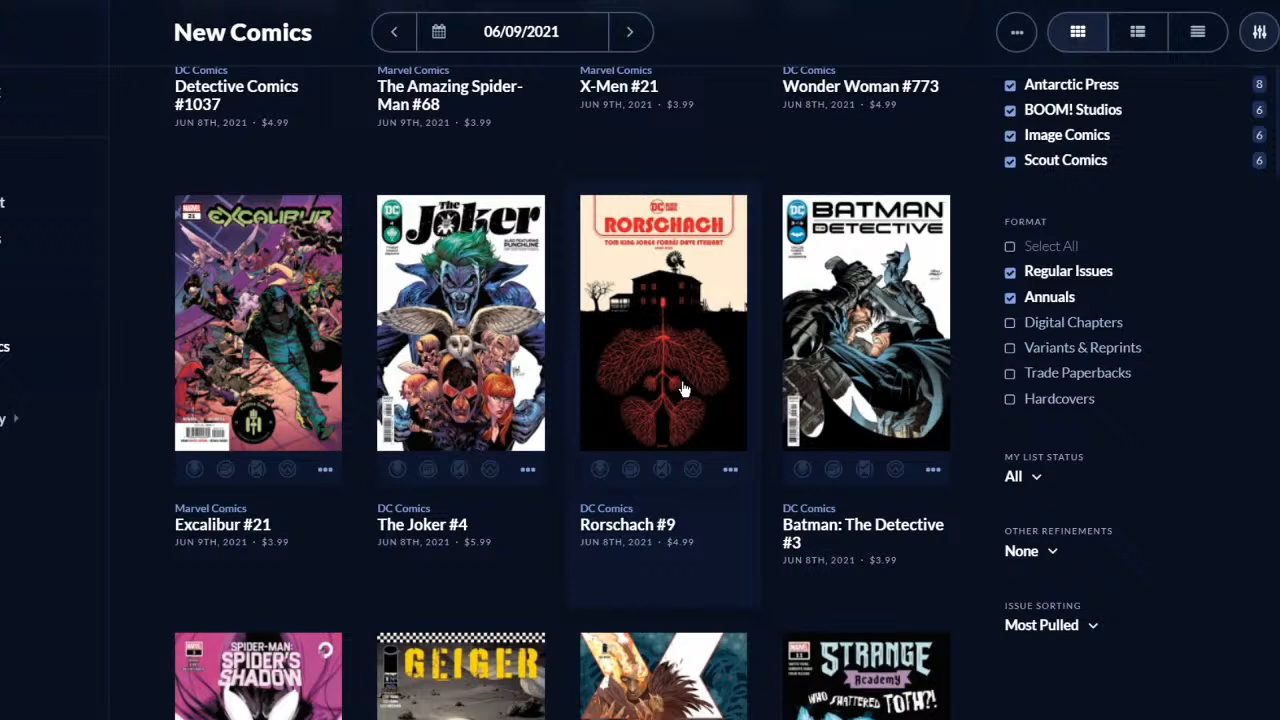 New Comics
06/09/2021
DC Comics
Detective Comics
#1037
JUN 8TH, 2021 · $4.99
Marvel Comics
The Amazing Spider-
Man #68
JUN 9TH, 2021 · $3.99
Marvel Comics
X-Men #21
JUN 9TH, 2021 · $3.99
DC Comics
Wonder Woman #773
JUN 8TH, 2021 · $4.99
EXCALIBUR
21
The Joker
ALSO FEATURING
PUNCHLINE
DC
RORSCHACH
TOM KING JORGE FORNÉS DAVE STEWART
DC
BATMAN
DETECTIVE
Marvel Comics
Excalibur #21
JUN 9TH, 2021 · $3.99
DC Comics
The Joker #4
JUN 8TH, 2021 · $5.99
DC Comics
Rorschach #9
JUN 8TH, 2021 · $4.99
DC Comics
Batman: The Detective
#3
JUN 8TH, 2021 · $3.99
SPIDER-MAN:
SPIDER'S
SHADOW
GEIGER
X
STRANGE
Academy
WHO SHATTERED TOTH?!
Antarctic Press
8
BOOM! Studios
6
Image Comics
6
Scout Comics
6
FORMAT
Select All
Regular Issues
Annuals
Digital Chapters
Variants & Reprints
Trade Paperbacks
Hardcovers
MY LIST STATUS
All
OTHER REFINEMENTS
None
ISSUE SORTING
Most Pulled